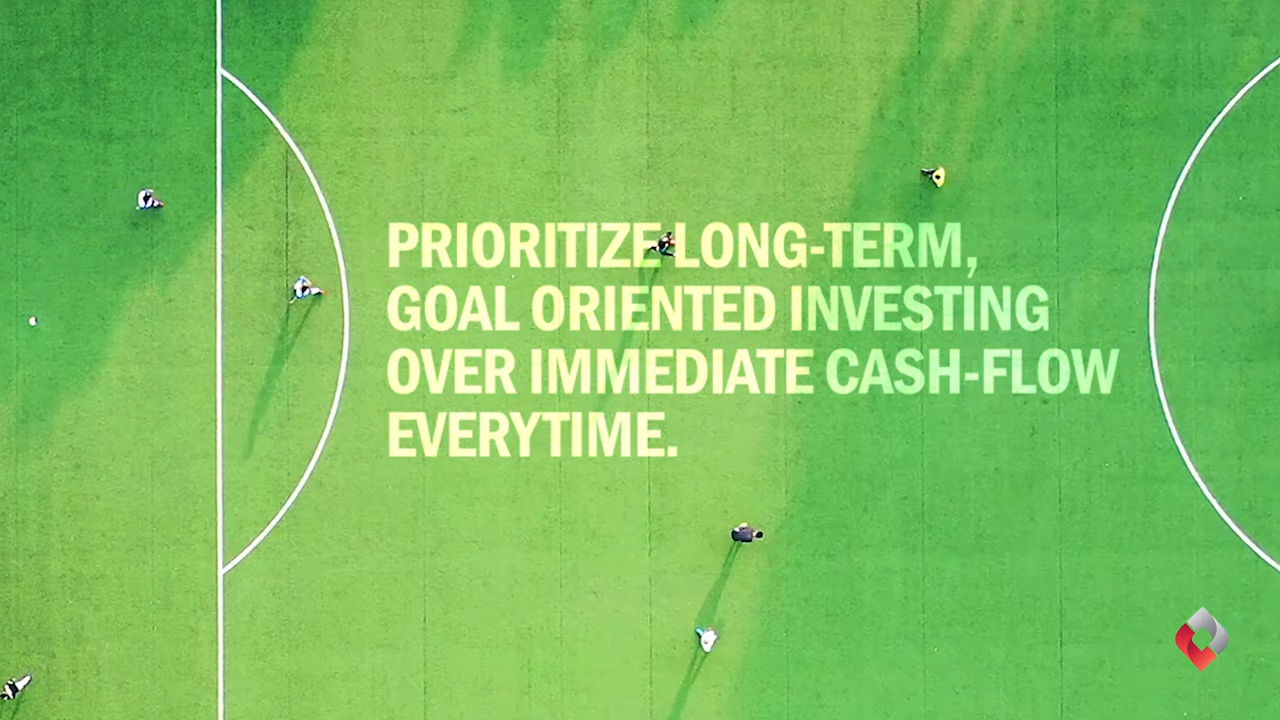 PRIORITIZE LONG-TERM,
GOAL ORIENTED INVESTING
OVER IMMEDIATE CASH-FLOW
EVERYTIME.